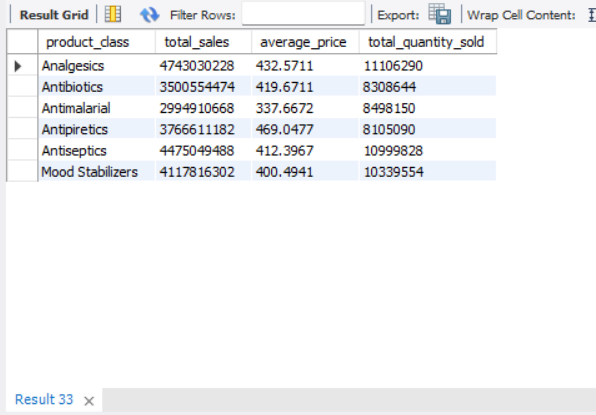 Result Grid Filter Rows: Export: Wrap Cell Content:
product_class total_sales average_price total_quantity_sold
Analgesics 4743030228 432.5711 11106290
Antibiotics 3500554474 419.6711 8308644
Antimalarial 2994910668 337.6672 8498150
Antipiretics 3766611182 469.0477 8105090
Antiseptics 4475049488 412.3967 10999828
Mood Stabilizers 4117816302 400.4941 10339554
Result 33